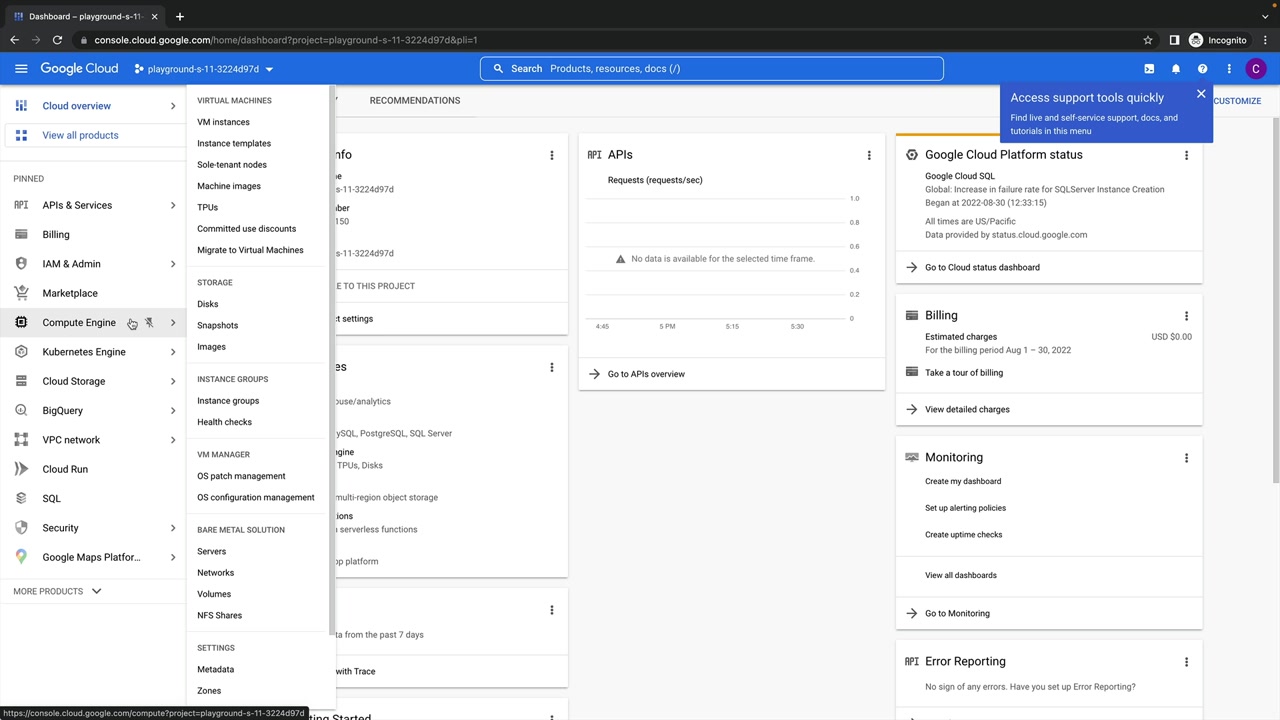 Dashboard – playground-s-11-
console.cloud.google.com/home/dashboard?project=playground-s-11-3224d97d&pli=1
Incognito
Google Cloud
playground-s-11-3224d97d
Search Products, resources, docs (/)
C
Cloud overview
View all products
PINNED
API APIs & Services
Billing
IAM & Admin
Marketplace
Compute Engine
Kubernetes Engine
Cloud Storage
BigQuery
VPC network
Cloud Run
SQL
Security
Google Maps Platfor...
MORE PRODUCTS
VIRTUAL MACHINES
VM instances
Instance templates
Sole-tenant nodes
Machine images
TPUs
Committed use discounts
Migrate to Virtual Machines
STORAGE
Disks
Snapshots
Images
INSTANCE GROUPS
Instance groups
Health checks
VM MANAGER
OS patch management
OS configuration management
BARE METAL SOLUTION
Servers
Networks
Volumes
NFS Shares
SETTINGS
Metadata
Zones
https://console.cloud.google.com/compute?project=playground-s-11-3224d97d
RECOMMENDATIONS
CUSTOMIZE
Access support tools quickly
Find live and self-service support, docs, and
tutorials in this menu
nfo
ne
s-11-3224d97d
ber
150
s-11-3224d97d
E TO THIS PROJECT
ct settings
es
ouse/analytics
ySQL, PostgreSQL, SQL Server
ngine
TPUs, Disks
multi-region object storage
ions
serverless functions
pp platform
ta from the past 7 days
with Trace
ting Started
API APIs
Requests (requests/sec)
1.0
0.8
0.6
No data is available for the selected time frame.
0.4
0.2
0
4:45 5 PM 5:15 5:30
Go to APIs overview
Google Cloud Platform status
Google Cloud SQL
Global: Increase in failure rate for SQLServer Instance Creation
Began at 2022-08-30 (12:33:15)
All times are US/Pacific
Data provided by status.cloud.google.com
Go to Cloud status dashboard
Billing
Estimated charges USD $0.00
For the billing period Aug 1 – 30, 2022
Take a tour of billing
View detailed charges
Monitoring
Create my dashboard
Set up alerting policies
Create uptime checks
View all dashboards
Go to Monitoring
API Error Reporting
No sign of any errors. Have you set up Error Reporting?